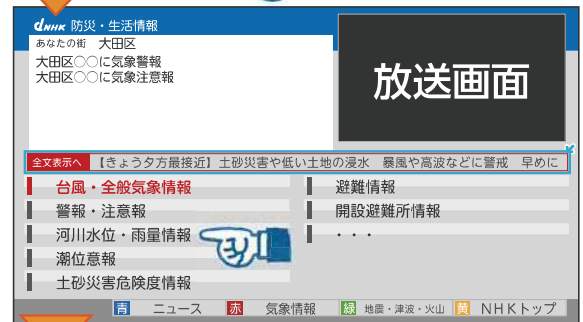 dNHK 防災・生活情報
あなたの街 大田区
大田区○○に気象警報
大田区○○に気象注意報
放送画面
全文表示へ 【きょう夕方最接近】土砂災害や低い土地の浸水 暴風や高波などに警戒 早めに
台風・全般気象情報
避難情報
警報・注意報
開設避難所情報
河川水位・雨量情報
・・・
潮位意報
土砂災害危険度情報
青 ニュース 赤 気象情報 緑 地震・津波・火山 黄 NHKトップ